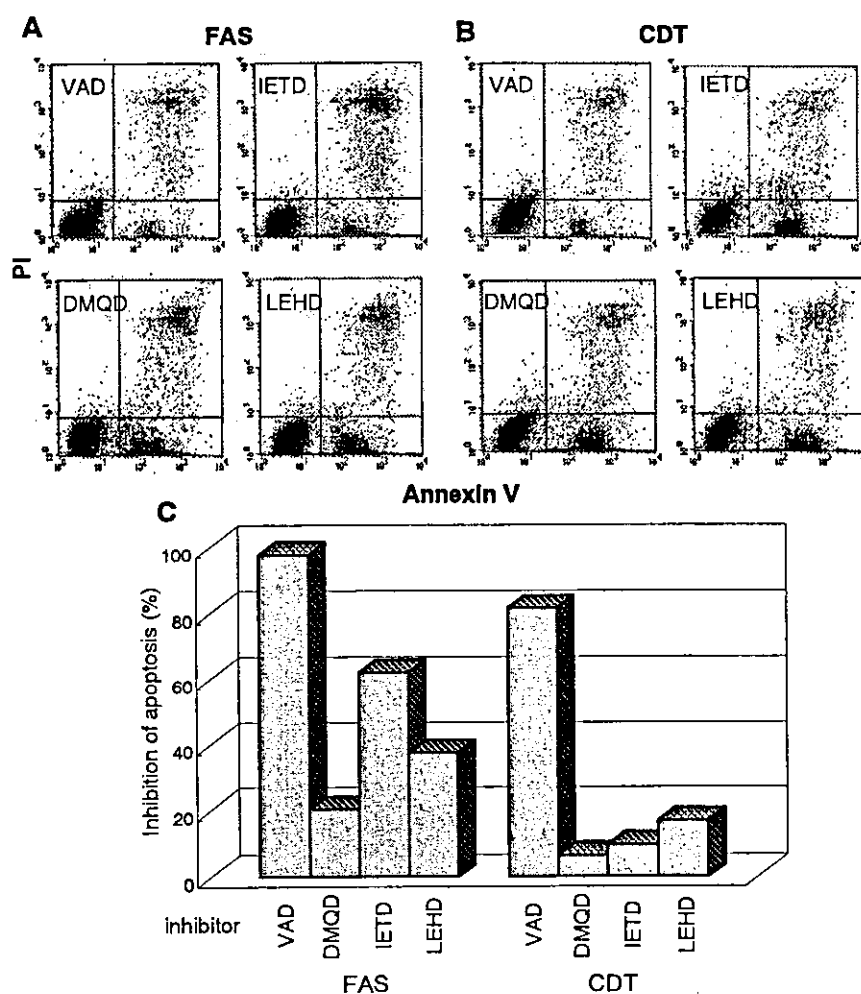 A FAS B CDT
VAD IETD VAD IETD
PI
DMQD LEHD DMQD LEHD
Annexin V
C
Inhibition of apoptosis (%)
100
80
60
40
20
0
inhibitor VAD DMQD IETD LEHD VAD DMQD IETD LEHD
FAS CDT